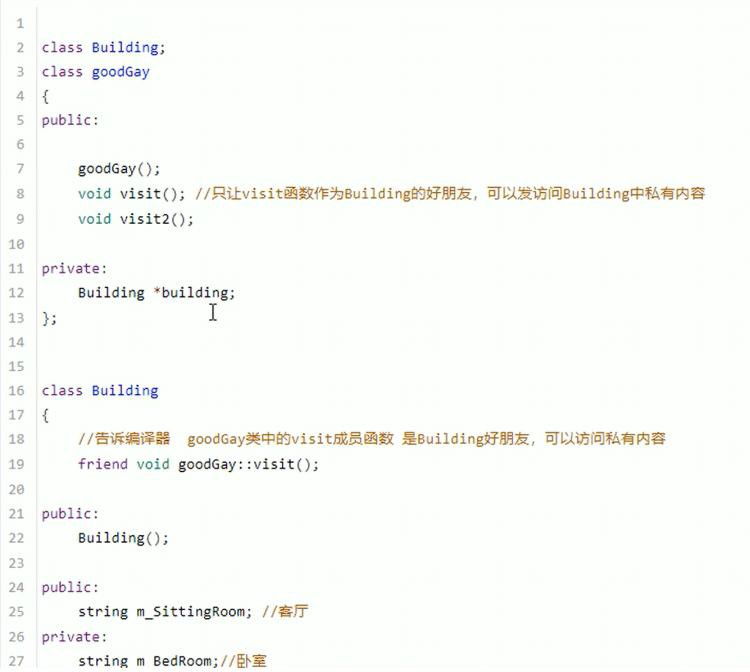 1
2 class Building;
3 class goodGay
4 {
5 public:
6
7 goodGay();
8 void visit(); //只让visit函数作为Building的好朋友，可以发访问Building中私有内容
9 void visit2();
10
11 private:
12 Building *building;
13 };
14
15
16 class Building
17 {
18 //告诉编译器 goodGay类中的visit成员函数 是Building好朋友，可以访问私有内容
19 friend void goodGay::visit();
20
21 public:
22 Building();
23
24 public:
25 string m_SittingRoom; //客厅
26 private:
27 string m_BedRoom;//卧室